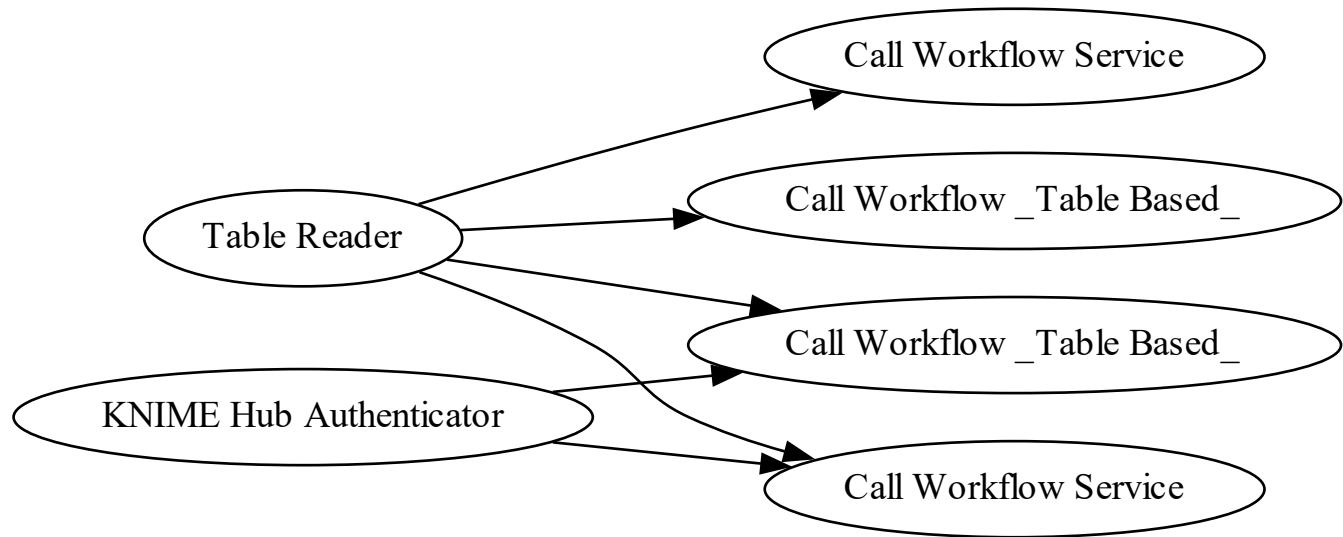 Call Workflow Service
Call Workflow _Table Based_
Table Reader
Call Workflow _Table Based_
KNIME Hub Authenticator
Call Workflow Service